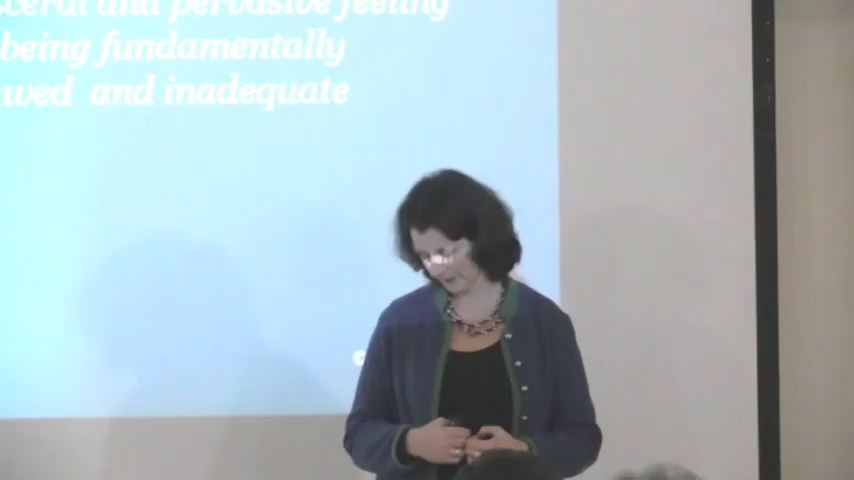 and pervasive feeling
being fundamentally
and inadequate